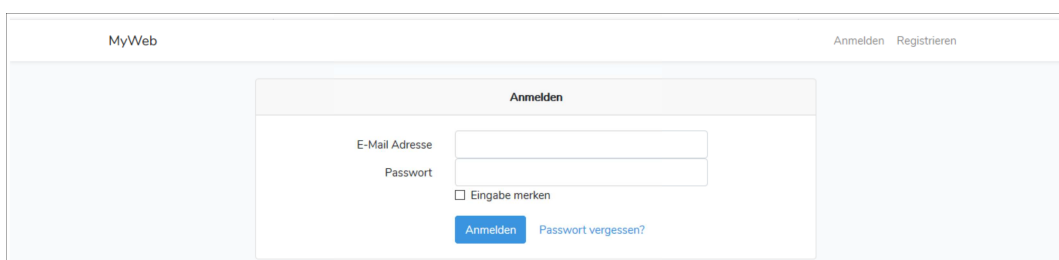 MyWeb Anmelden Registrieren
Anmelden
E-Mail Adresse
Passwort
Eingabe merken
Anmelden Passwort vergessen?